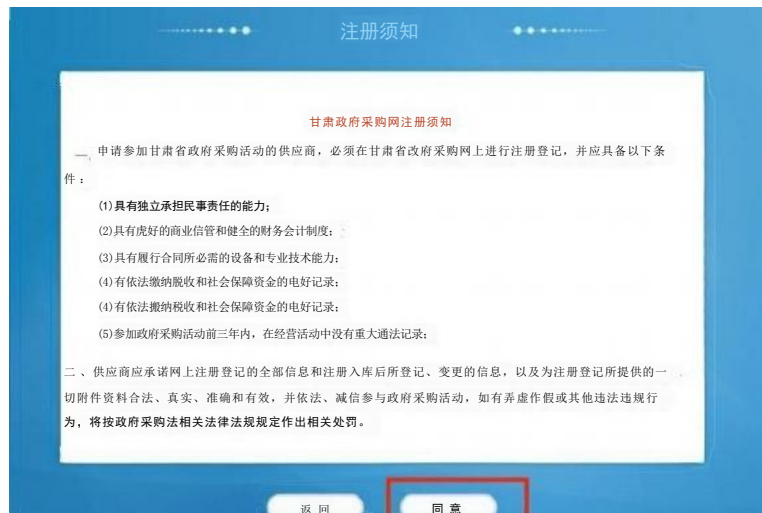 注册须知
甘肃政府采购网注册须知
一、申请参加甘肃省政府采购活动的供应商，必须在甘肃省改府采购网上进行注册登记，并应具备以下条
件：
(1)具有独立承担民事责任的能力；
(2)具有虎好的商业信管和健全的财务会计制度；
(3)具有履行合同所必需的设备和专业技术能力；
(4)有依法缴纳脱收和社会保障资金的电好记录；
(4)有依法搬纳税收和社会保障资金的电好记录；
(5)参加政府采购活动前三年内，在经营活动中没有重大通法记录；
二、供应商应承诺网上注册登记的全部信息和注册入库后所登记、变更的信息，以及为注册登记所提供的一
切附件资料合法、真实、准确和有效，并依法、减信参与政府采购活动，如有弄虚作假或其他违法违规行
为，将按政府采购法相关法律法规规定作出相关处罚。
返回
同意